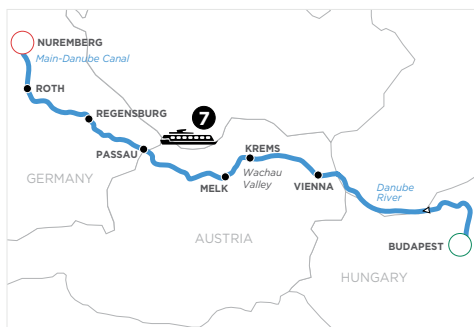 NUREMBERG
Main-Danube Canal
ROTH
REGENSBURG
7
PASSAU
KREMS
GERMANY
MELK
Wachau
Valley
VIENNA
Danube
River
AUSTRIA
BUDAPEST
HUNGARY